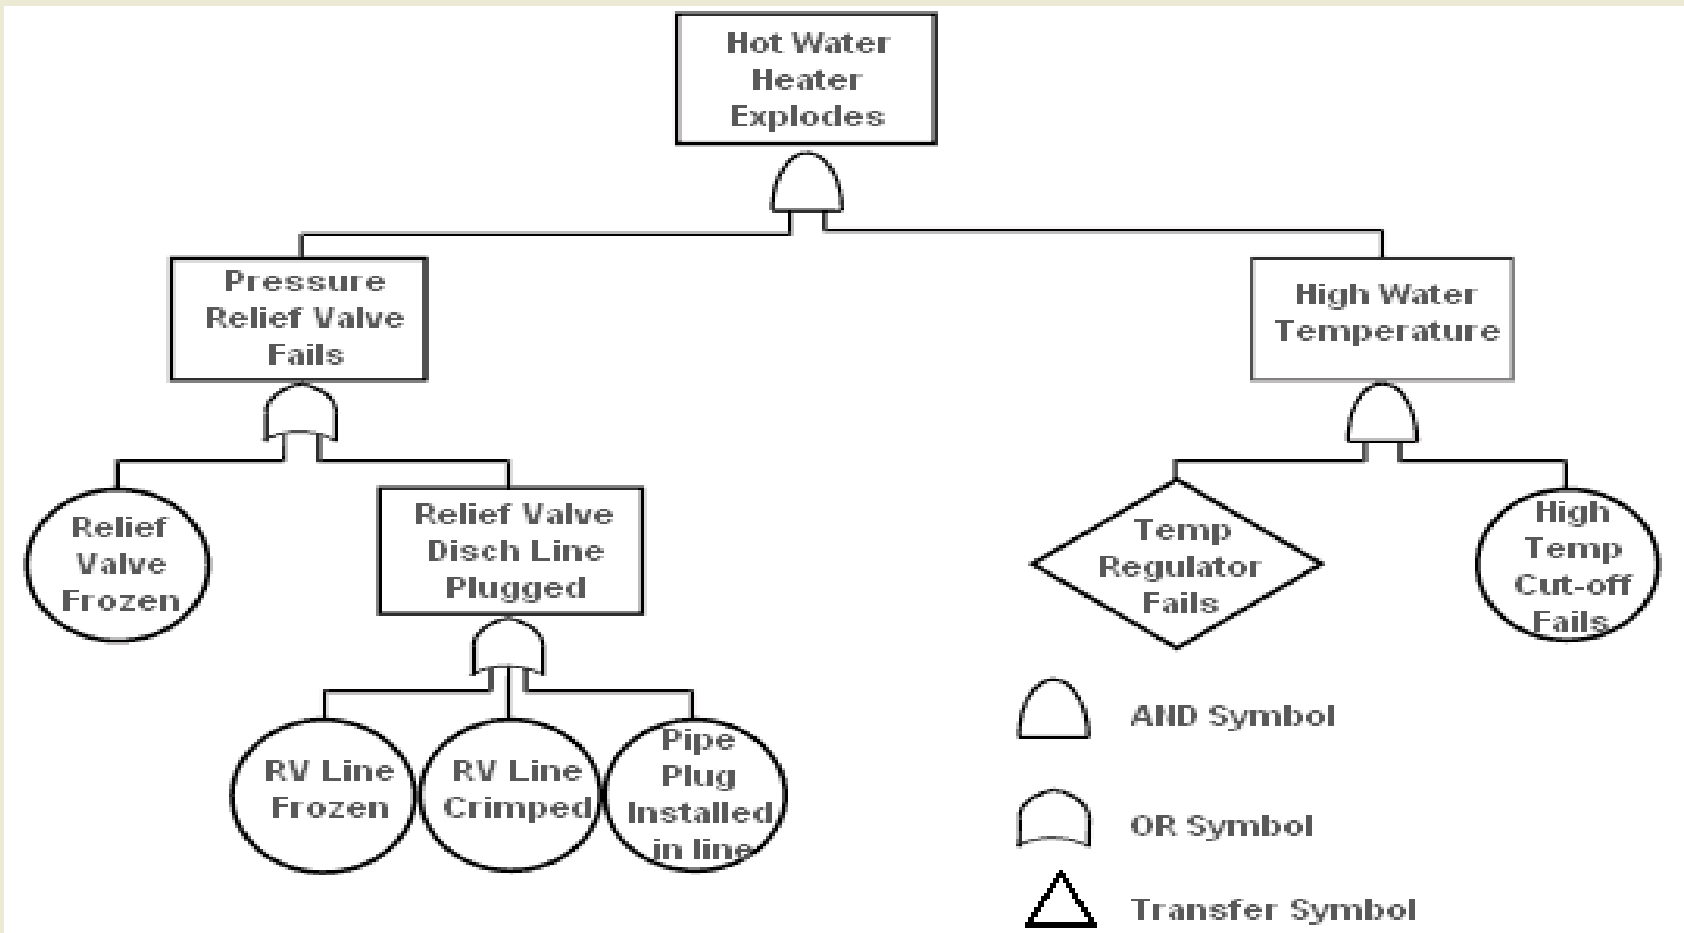 Hot Water
Heater
Explodes
Pressure
Relief Valve
Fails
High Water
Temperature
Relief
Valve
Frozen
Relief Valve
Disch Line
Plugged
Temp
Regulator
Fails
High
Temp
Cut-off
Fails
RV Line
Frozen
RV Line
Crimped
Pipe
Plug
Installed
in line
AND Symbol
OR Symbol
Transfer Symbol